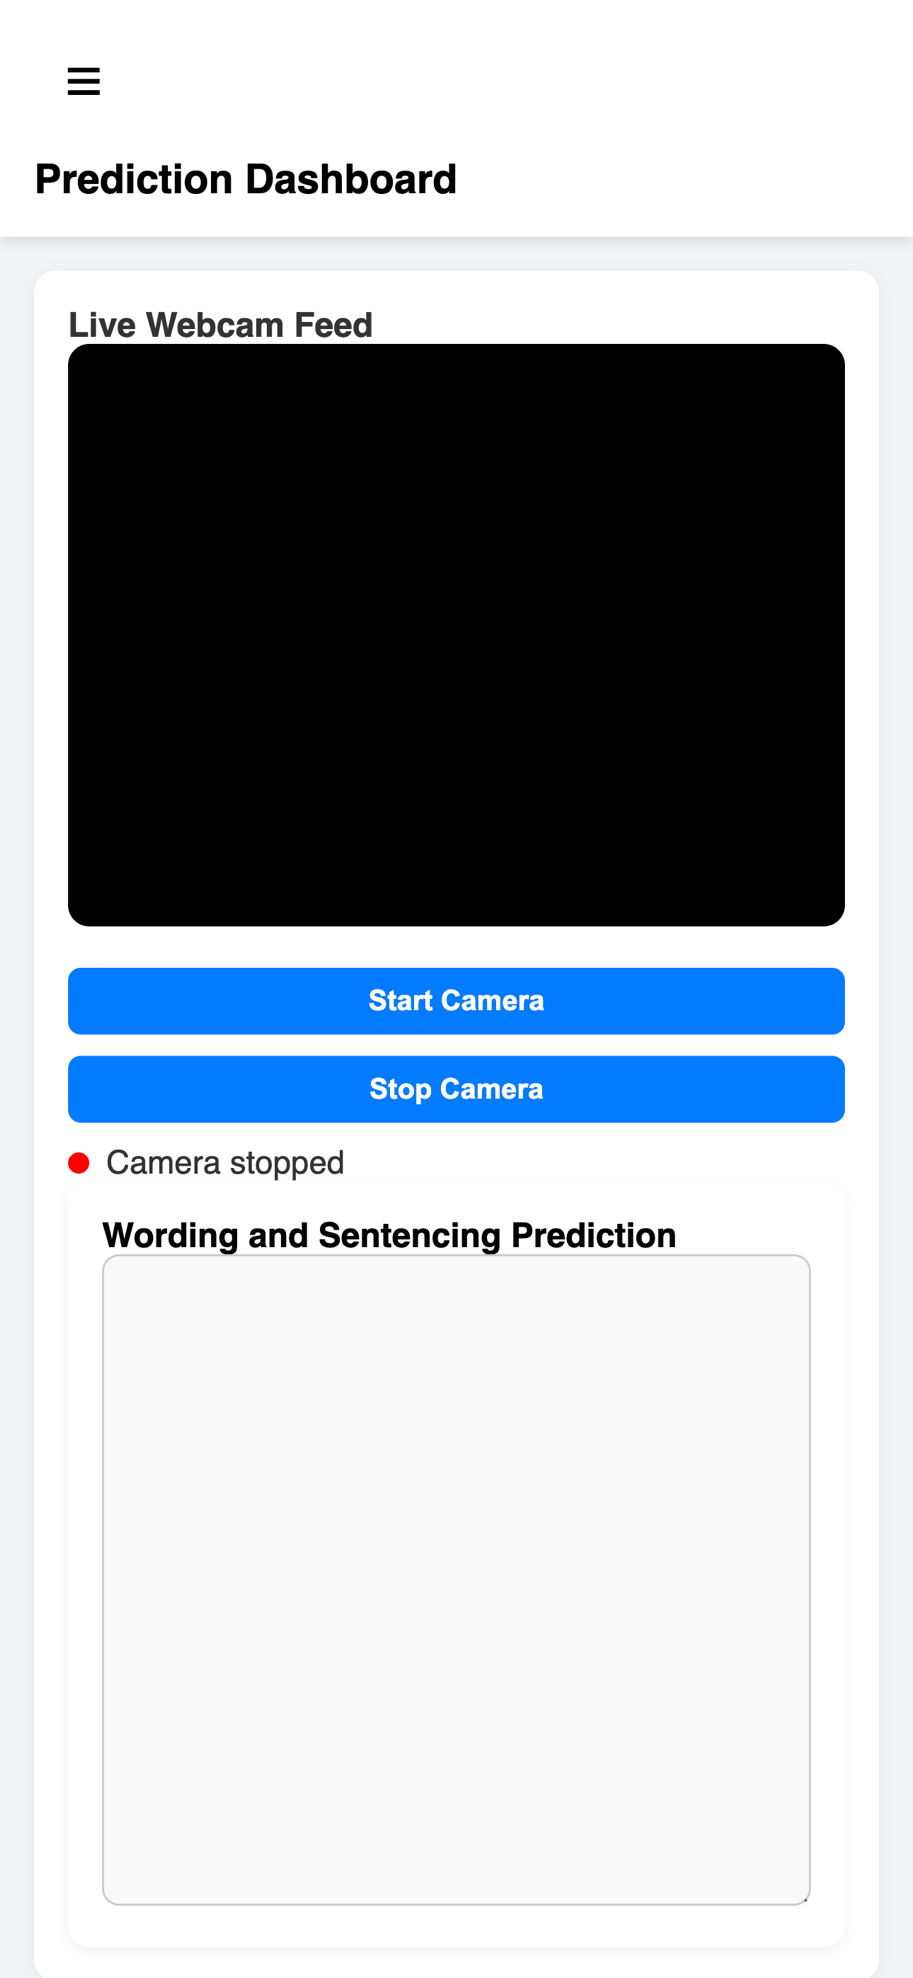 Prediction Dashboard
Live Webcam Feed
Start Camera
Stop Camera
Camera stopped
Wording and Sentencing Prediction